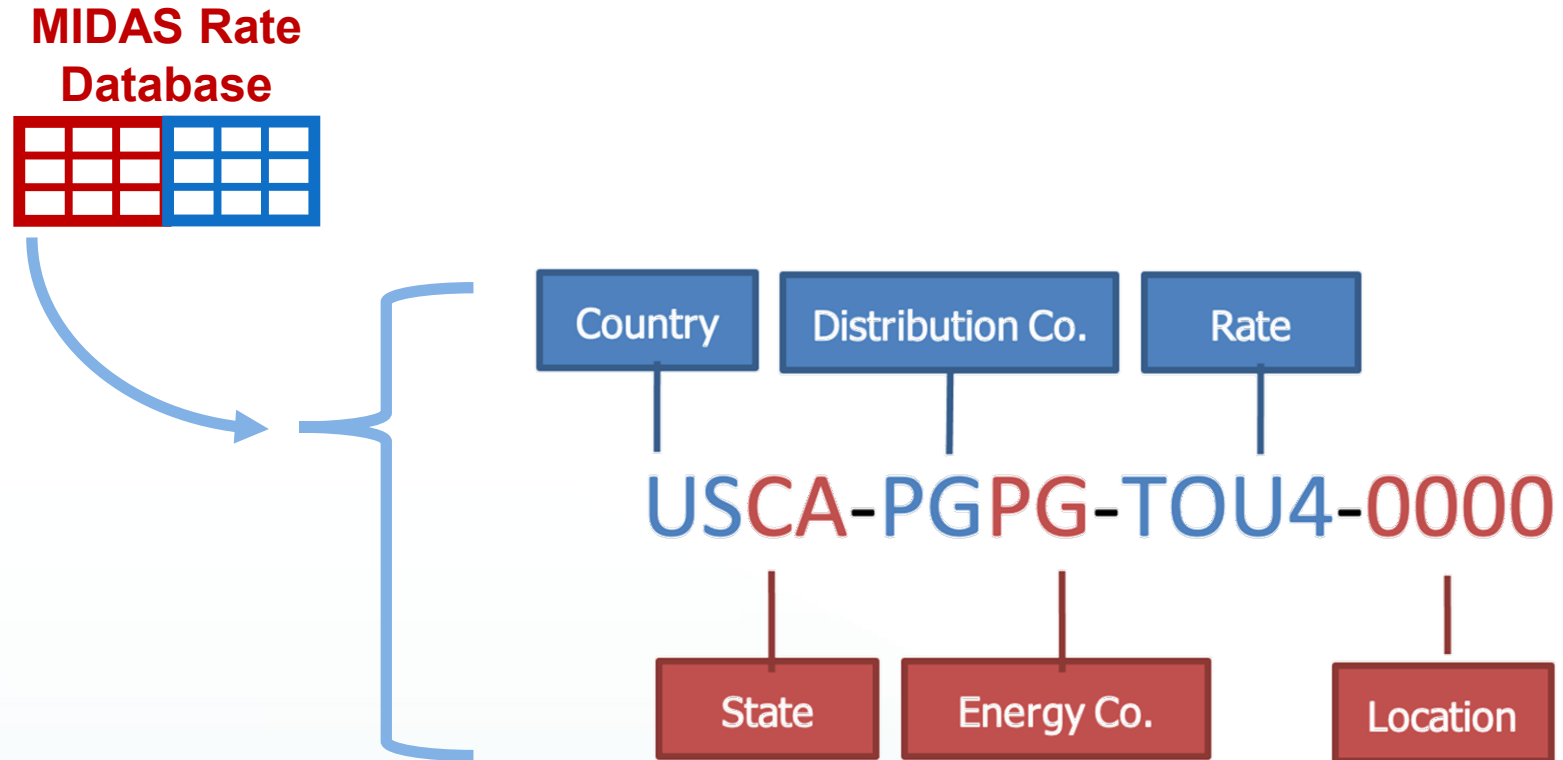 MIDAS Rate
Database
Country
Distribution Co.
Rate
USCA-PGPG-TOU4-0000
State
Energy Co.
Location